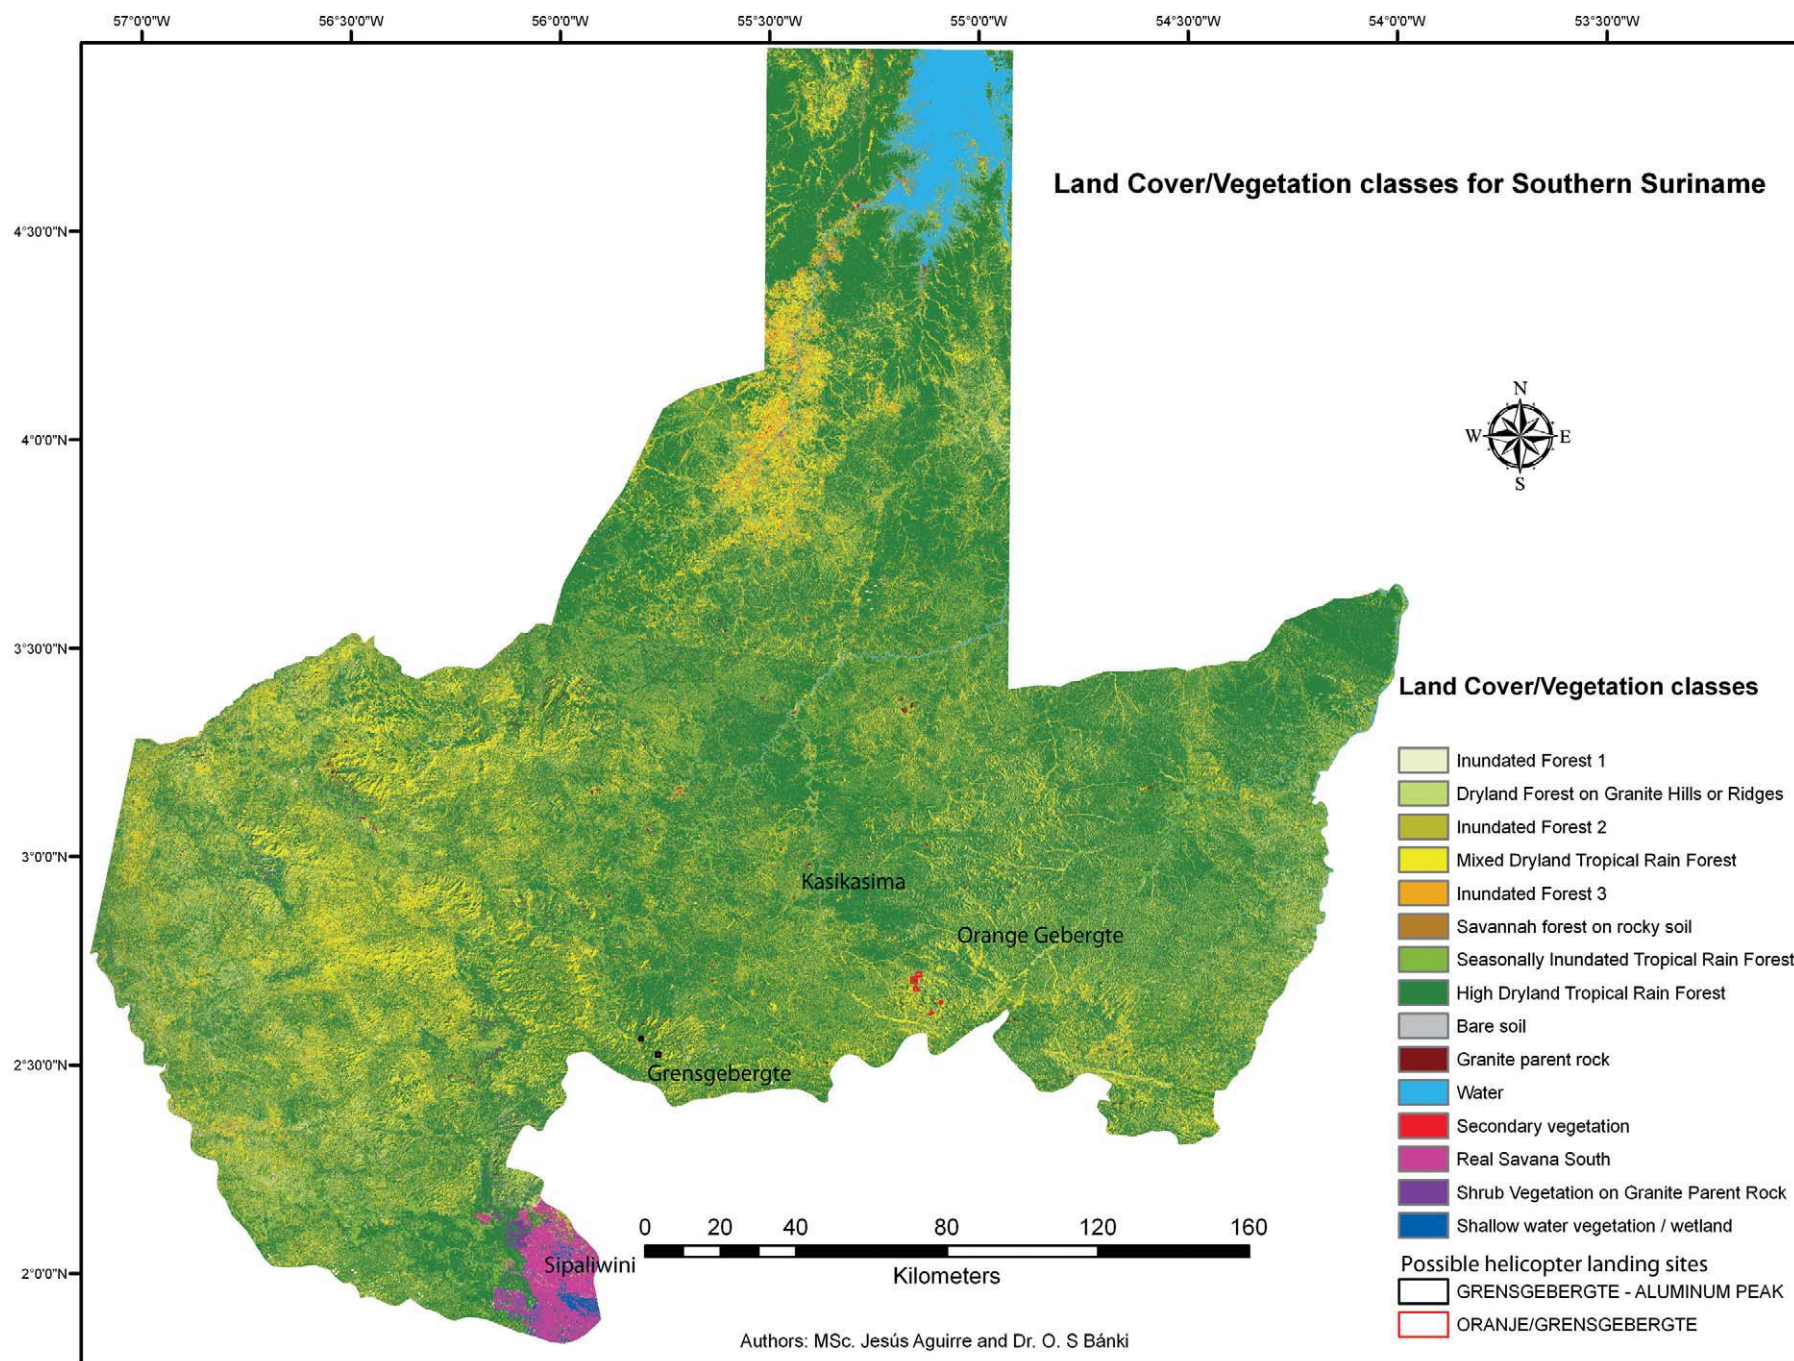 57°0'0"W 56°30'0"W 56°0'0"W 55°30'0"W 55°0'0"W 54°30'0"W 54°0'0"W 53°30'0"W
Land Cover/Vegetation classes for Southern Suriname
4°30'0"N
N
W E
S
4°0'0"N
3°30'0"N
3°0'0"N
2°30'0"N
2°0'0"N
Kasikasima
Orange Gebergte
Grensgebergte
Sipaliwini
0 20 40 80 120 160
Kilometers
Authors: MSc. Jesús Aguirre and Dr. O. S Bánki
Land Cover/Vegetation classes
Inundated Forest 1
Dryland Forest on Granite Hills or Ridges
Inundated Forest 2
Mixed Dryland Tropical Rain Forest
Inundated Forest 3
Savannah forest on rocky soil
Seasonally Inundated Tropical Rain Forest
High Dryland Tropical Rain Forest
Bare soil
Granite parent rock
Water
Secondary vegetation
Real Savana South
Shrub Vegetation on Granite Parent Rock
Shallow water vegetation / wetland
Possible helicopter landing sites
GRENSGEBERGTE - ALUMINUM PEAK
ORANJE/GRENSGEBERGTE